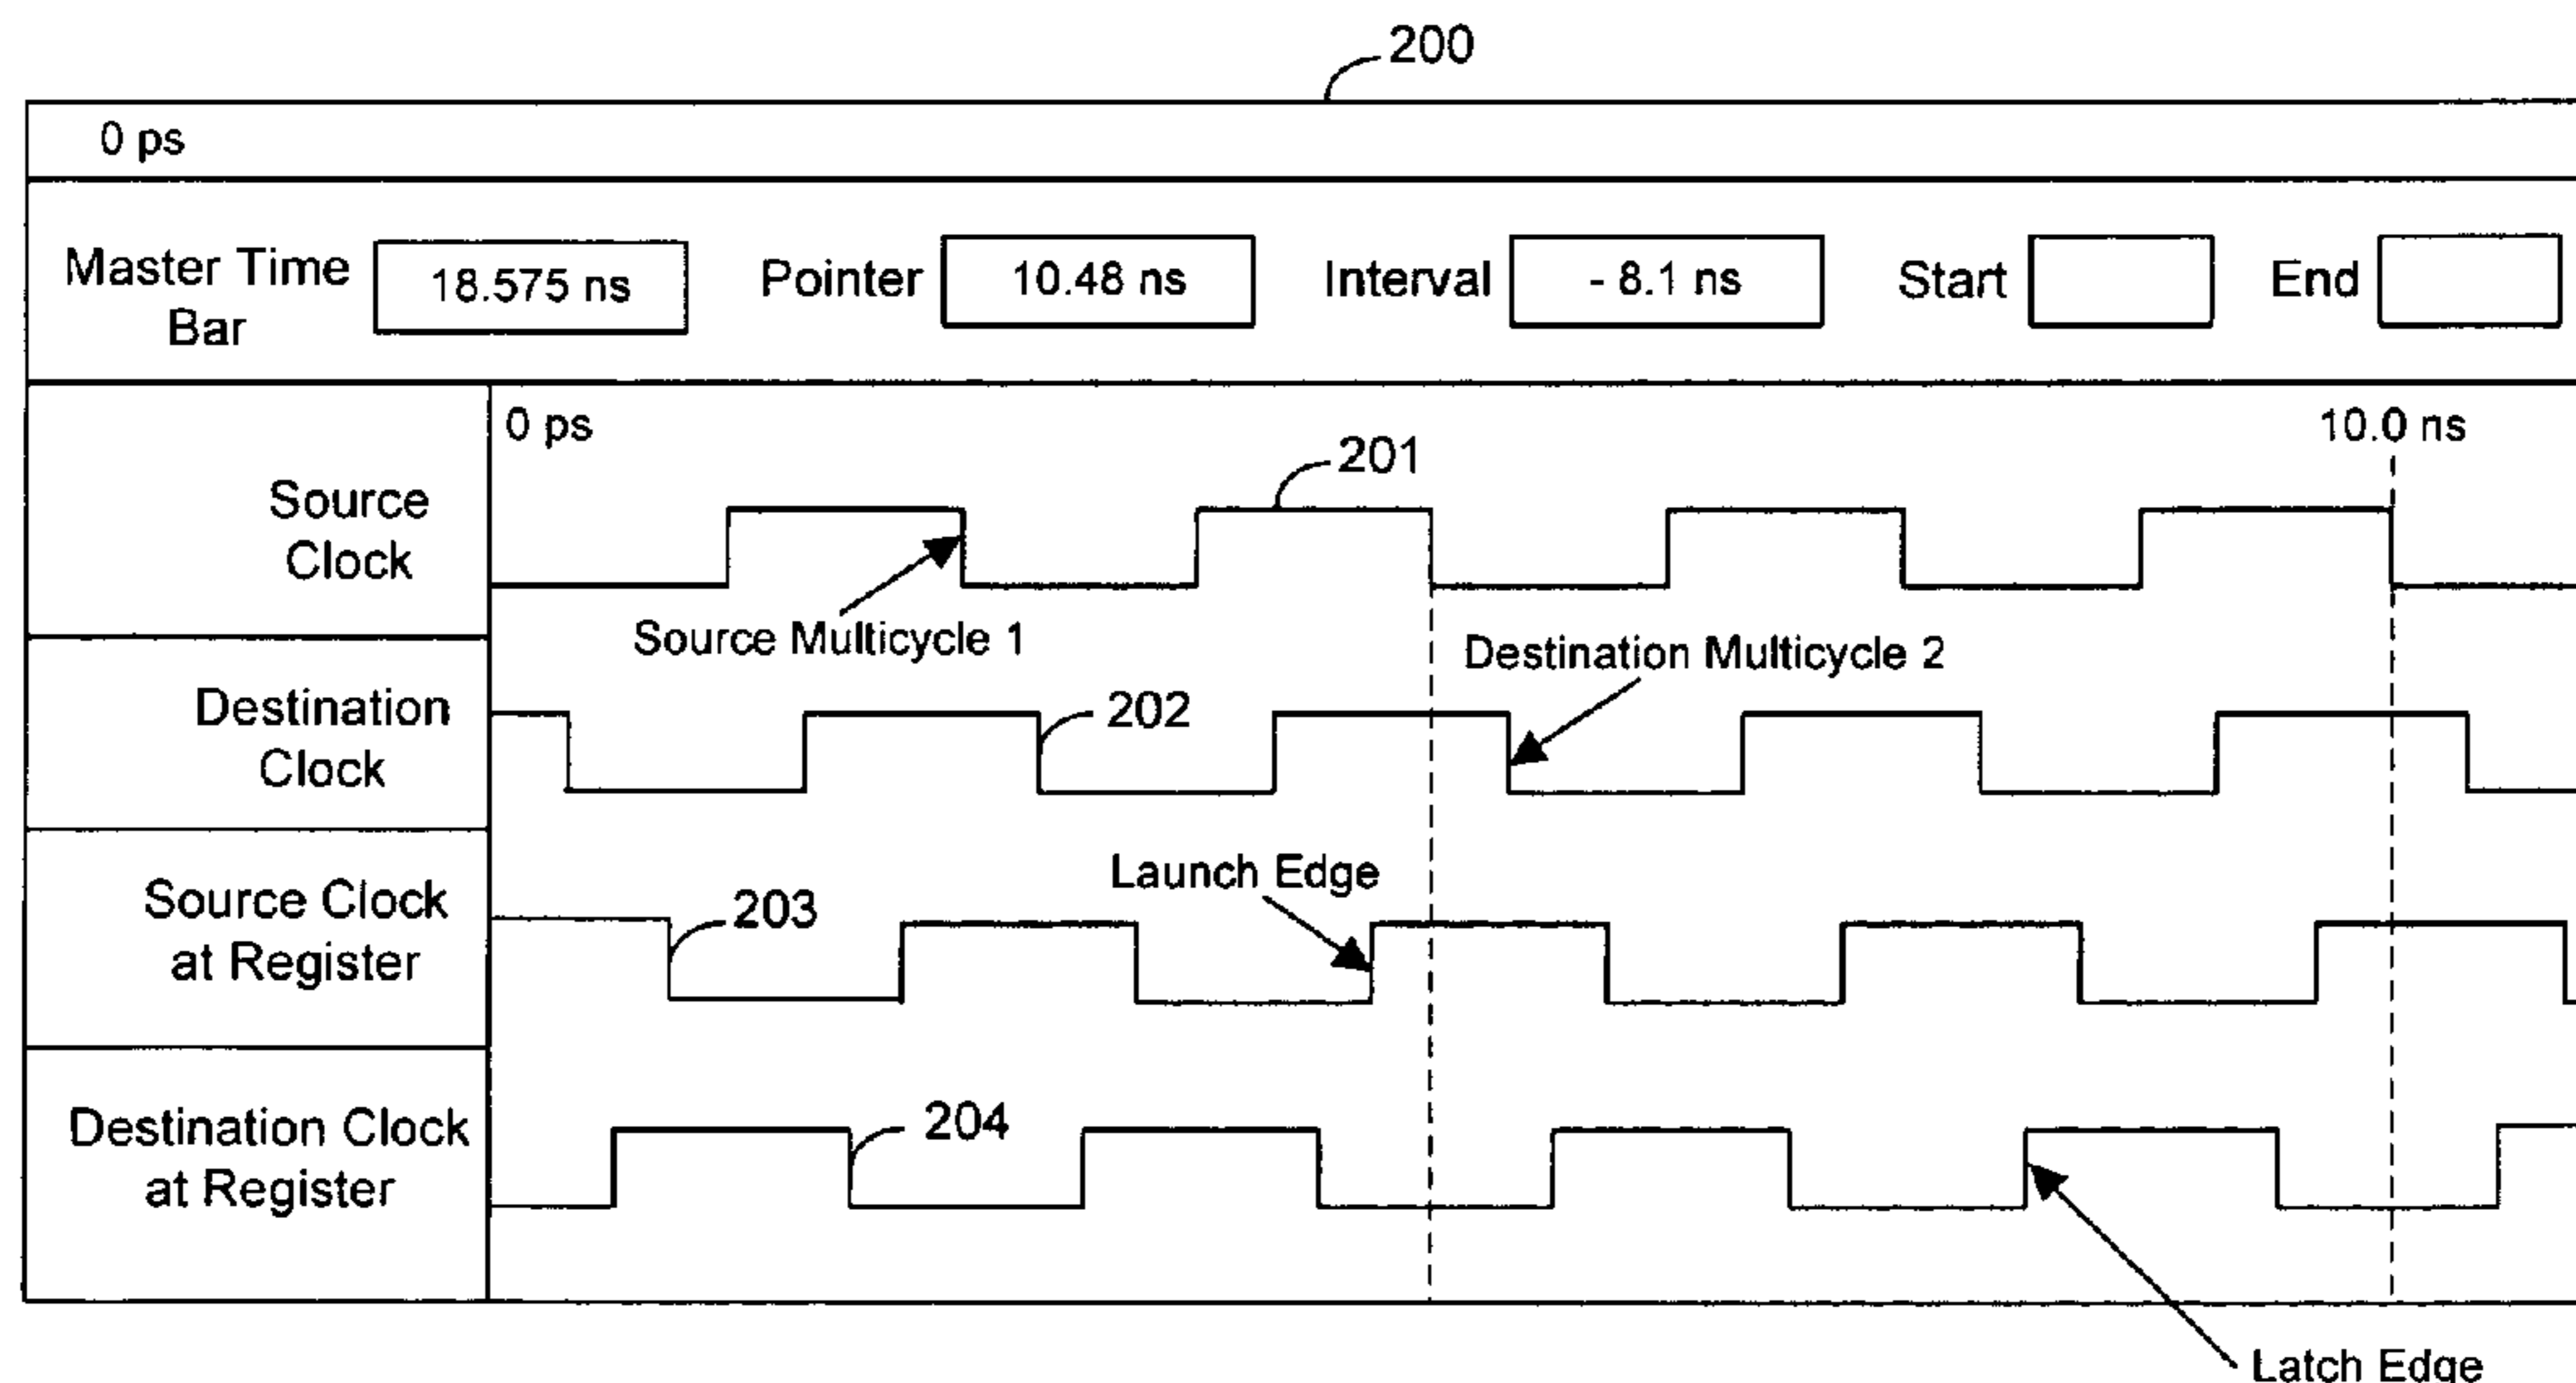 200
0 ps
Master Time
Bar
18.575 ns
Pointer
10.48 ns
Interval
- 8.1 ns
Start
End
0 ps
10.0 ns
Source
Clock
201
Source Multicycle 1
Destination Multicycle 2
Destination
Clock
202
Launch Edge
Source Clock
at Register
203
Destination Clock
at Register
204
Latch Edge